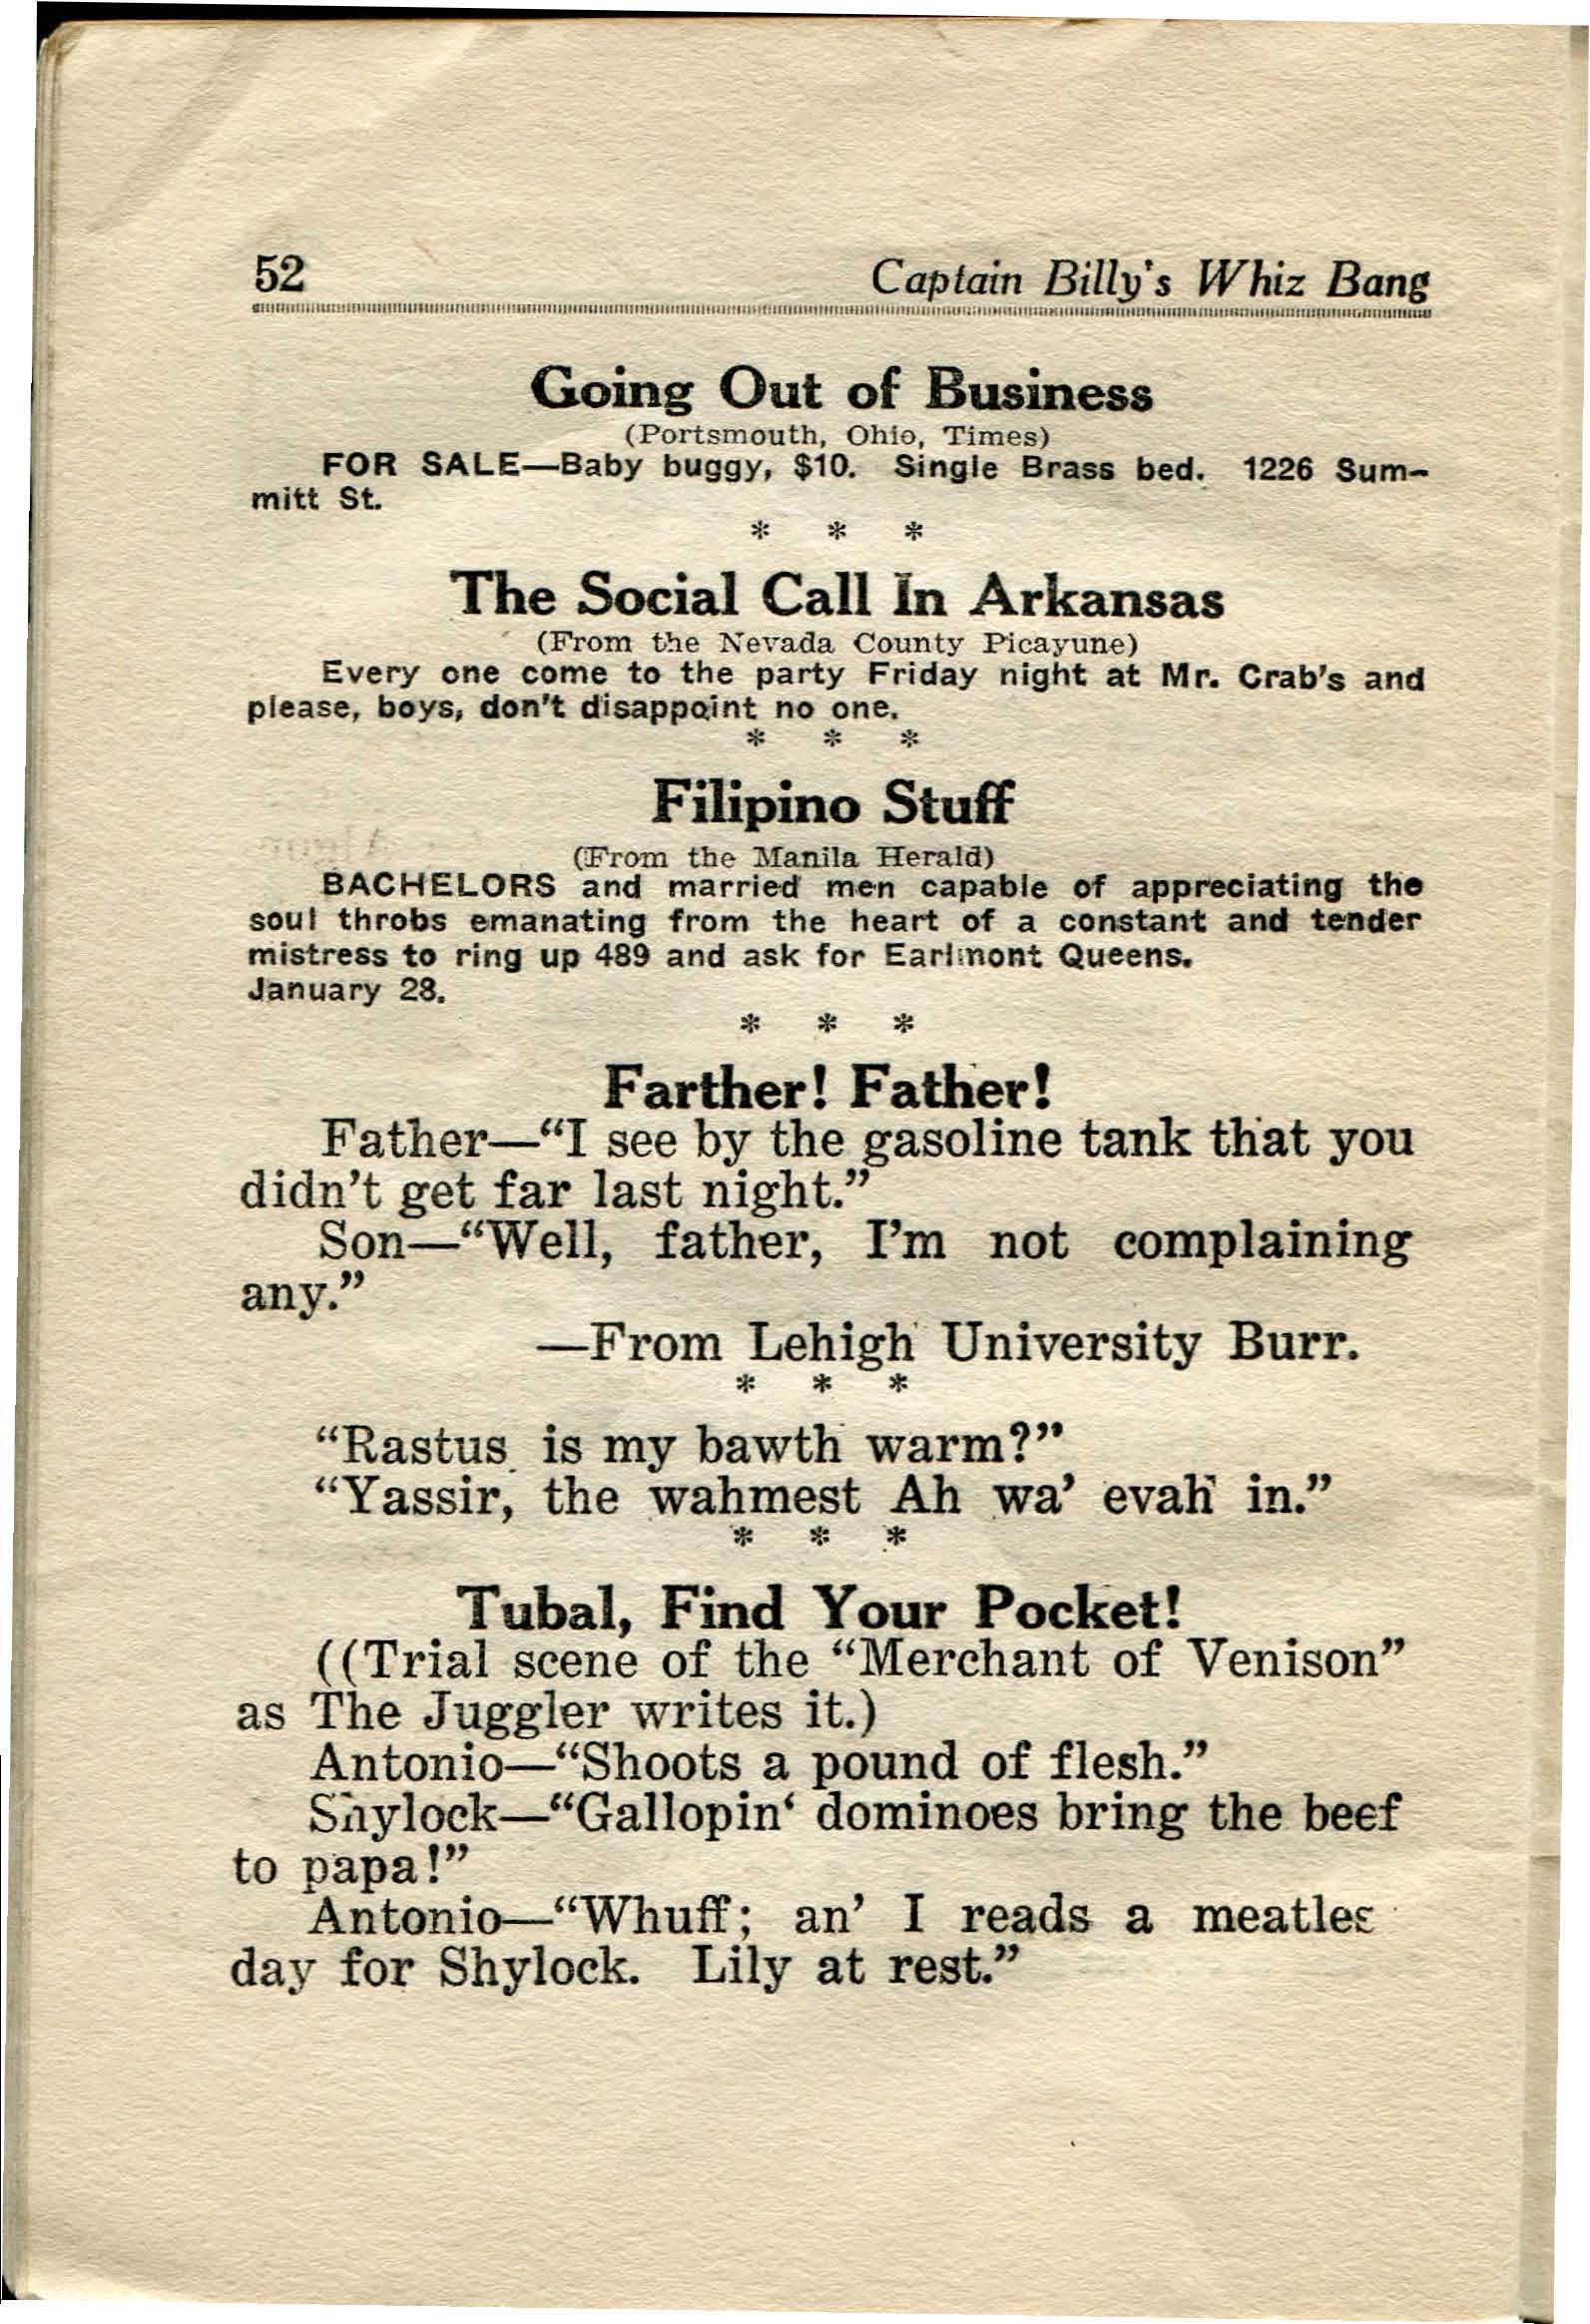 52 Captain Billy's Whiz Bang
Going Out of Business
(Portsmouth, Ohio, Times)
FOR SALE—Baby buggy, $10. Single Brass bed. 1226 Sum-
mitt St.
* * *
The Social Call In Arkansas
(From the Nevada County Picayune)
Every one come to the party Friday night at Mr. Crab's and
please, boys, don't disappoint no one.
* * *
Filipino Stuff
(From the Manila Herald)
BACHELORS and married men capable of appreciating the
soul throbs emanating from the heart of a constant and tender
mistress to ring up 489 and ask for Earlmont Queens.
January 28.
* * *
Farther! Father!
Father—“I see by the gasoline tank that you
didn't get far last night.”
Son—“Well, father, I'm not complaining
any.”
—From Lehigh University Burr.
* * *
“Rastus is my bawth warm?”
“Yassir, the wahmest Ah wa' evah in.”
* * *
Tubal, Find Your Pocket!
((Trial scene of the “Merchant of Venison”
as The Juggler writes it.)
Antonio—“Shoots a pound of flesh.”
Shylock—“Gallopin‘ dominoes bring the beef
to papa!”
Antonio—“Whuff; an' I reads a meatles
day for Shylock. Lily at rest.”